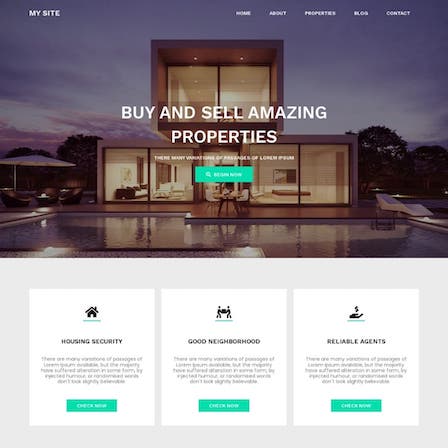 MY SITE
HOME ABOUT PROPERTIES BLOG CONTACT
BUY AND SELL AMAZING
PROPERTIES
THERE MANY VARIATIONS OF PASSAGES OF LOREM IPSUM
BEGIN NOW
HOUSING SECURITY
There are many variations of passages of
Lorem Ipsum available, but the majority
have suffered alteration in some form, by
injected humour, or randomised words
don't look slightly believable.
CHECK NOW
GOOD NEIGHBORHOOD
There are many variations of passages of
Lorem Ipsum available, but the majority
have suffered alteration in some form, by
injected humour, or randomised words
don't look slightly believable.
CHECK NOW
RELIABLE AGENTS
There are many variations of passages of
Lorem Ipsum available, but the majority
have suffered alteration in some form, by
injected humour, or randomised words
don't look slightly believable.
CHECK NOW